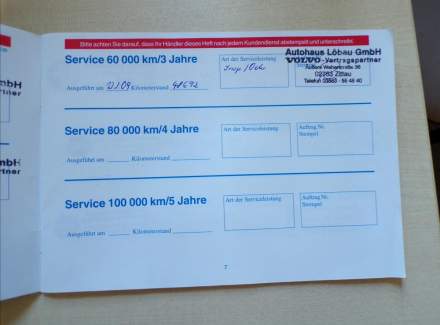 Bitte achten Sie darauf, dass Ihr Händler dieses Heft nach jedem Kundendienst abstempelt und unterschreibt.
Service 60 000 km/3 Jahre
Art der Serviceleistung
Autohaus Löbau GmbH
VOLVO-Vertragspartner
02763 Zittau
Ausgeführt am Kilometerstand
Service 80 000 km/4 Jahre
Art der Serviceleistung
Auftrag Nr.
Stempel
Ausgeführt am Kilometerstand
Service 100 000 km/5 Jahre
Art der Serviceleistung
Auftrag Nr.
Stempel
Ausgeführt am Kilometerstand
2